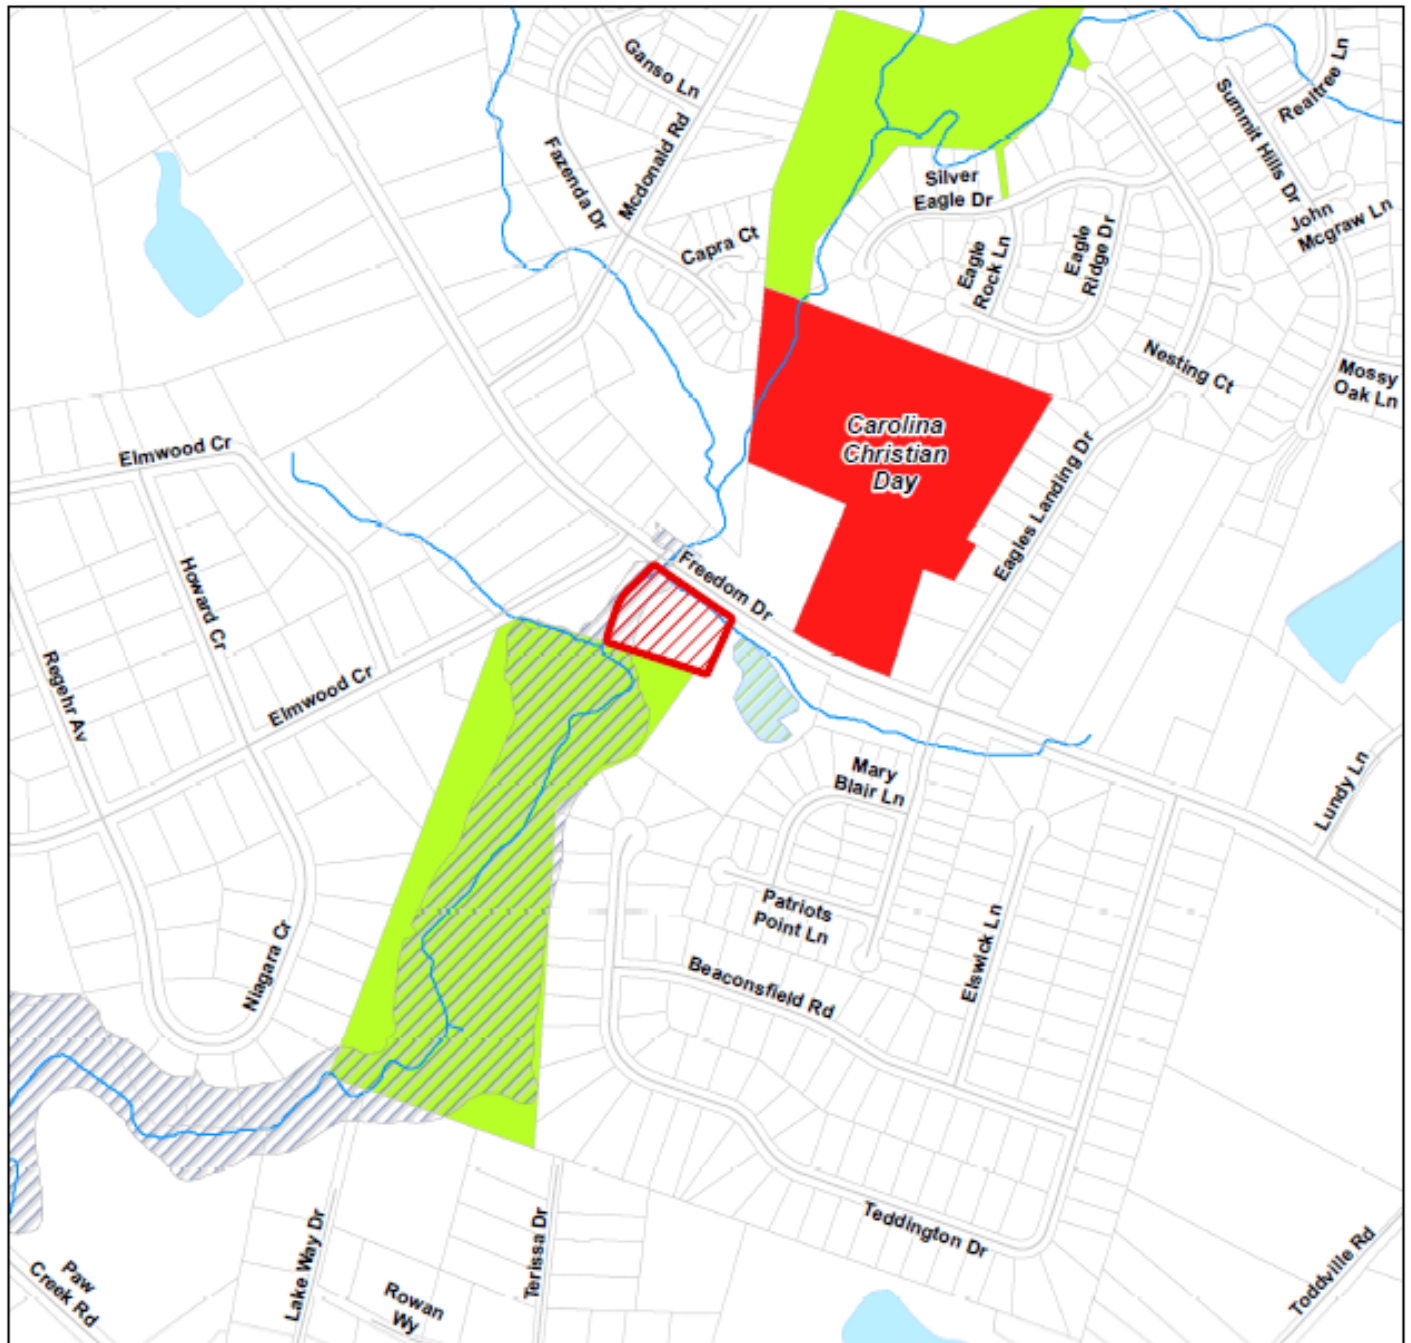 Ganso Ln
Realtree Ln
Summit Hills Dr
Mcdonald Rd
Fazenda Dr
Silver
Eagle Dr
John
Mcgraw Ln
Capra Ct
Eagle
Rock Ln
Eagle
Ridge Dr
Nesting Ct
Mossy
Oak Ln
Carolina
Christian
Day
Elmwood Cr
Eagles Landing Dr
Howard Cr
Freedom Dr
Regehr Av
Elmwood Cr
Mary
Blair Ln
Lundy Ln
Patriots
Point Ln
Niagara Cr
Elswick Ln
Beaconsfield Rd
Teddington Dr
Lake Way Dr
Terissa Dr
Toddville Rd
Paw
Creek Rd
Rowan
Wy